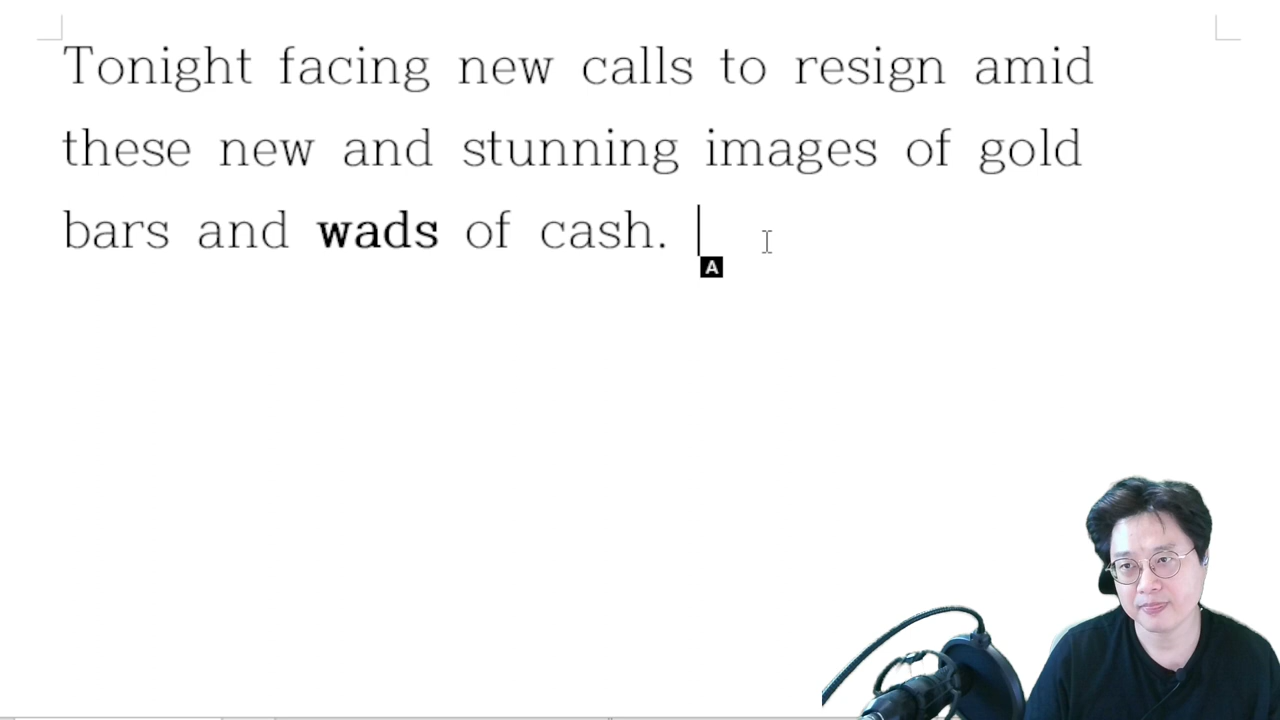 Tonight facing new calls to resign amid
these new and stunning images of gold
bars and wads of cash.
A